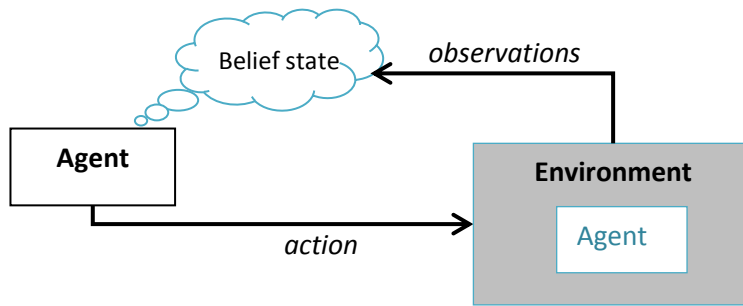 Belief state
observations
Agent
Environment
Agent
action